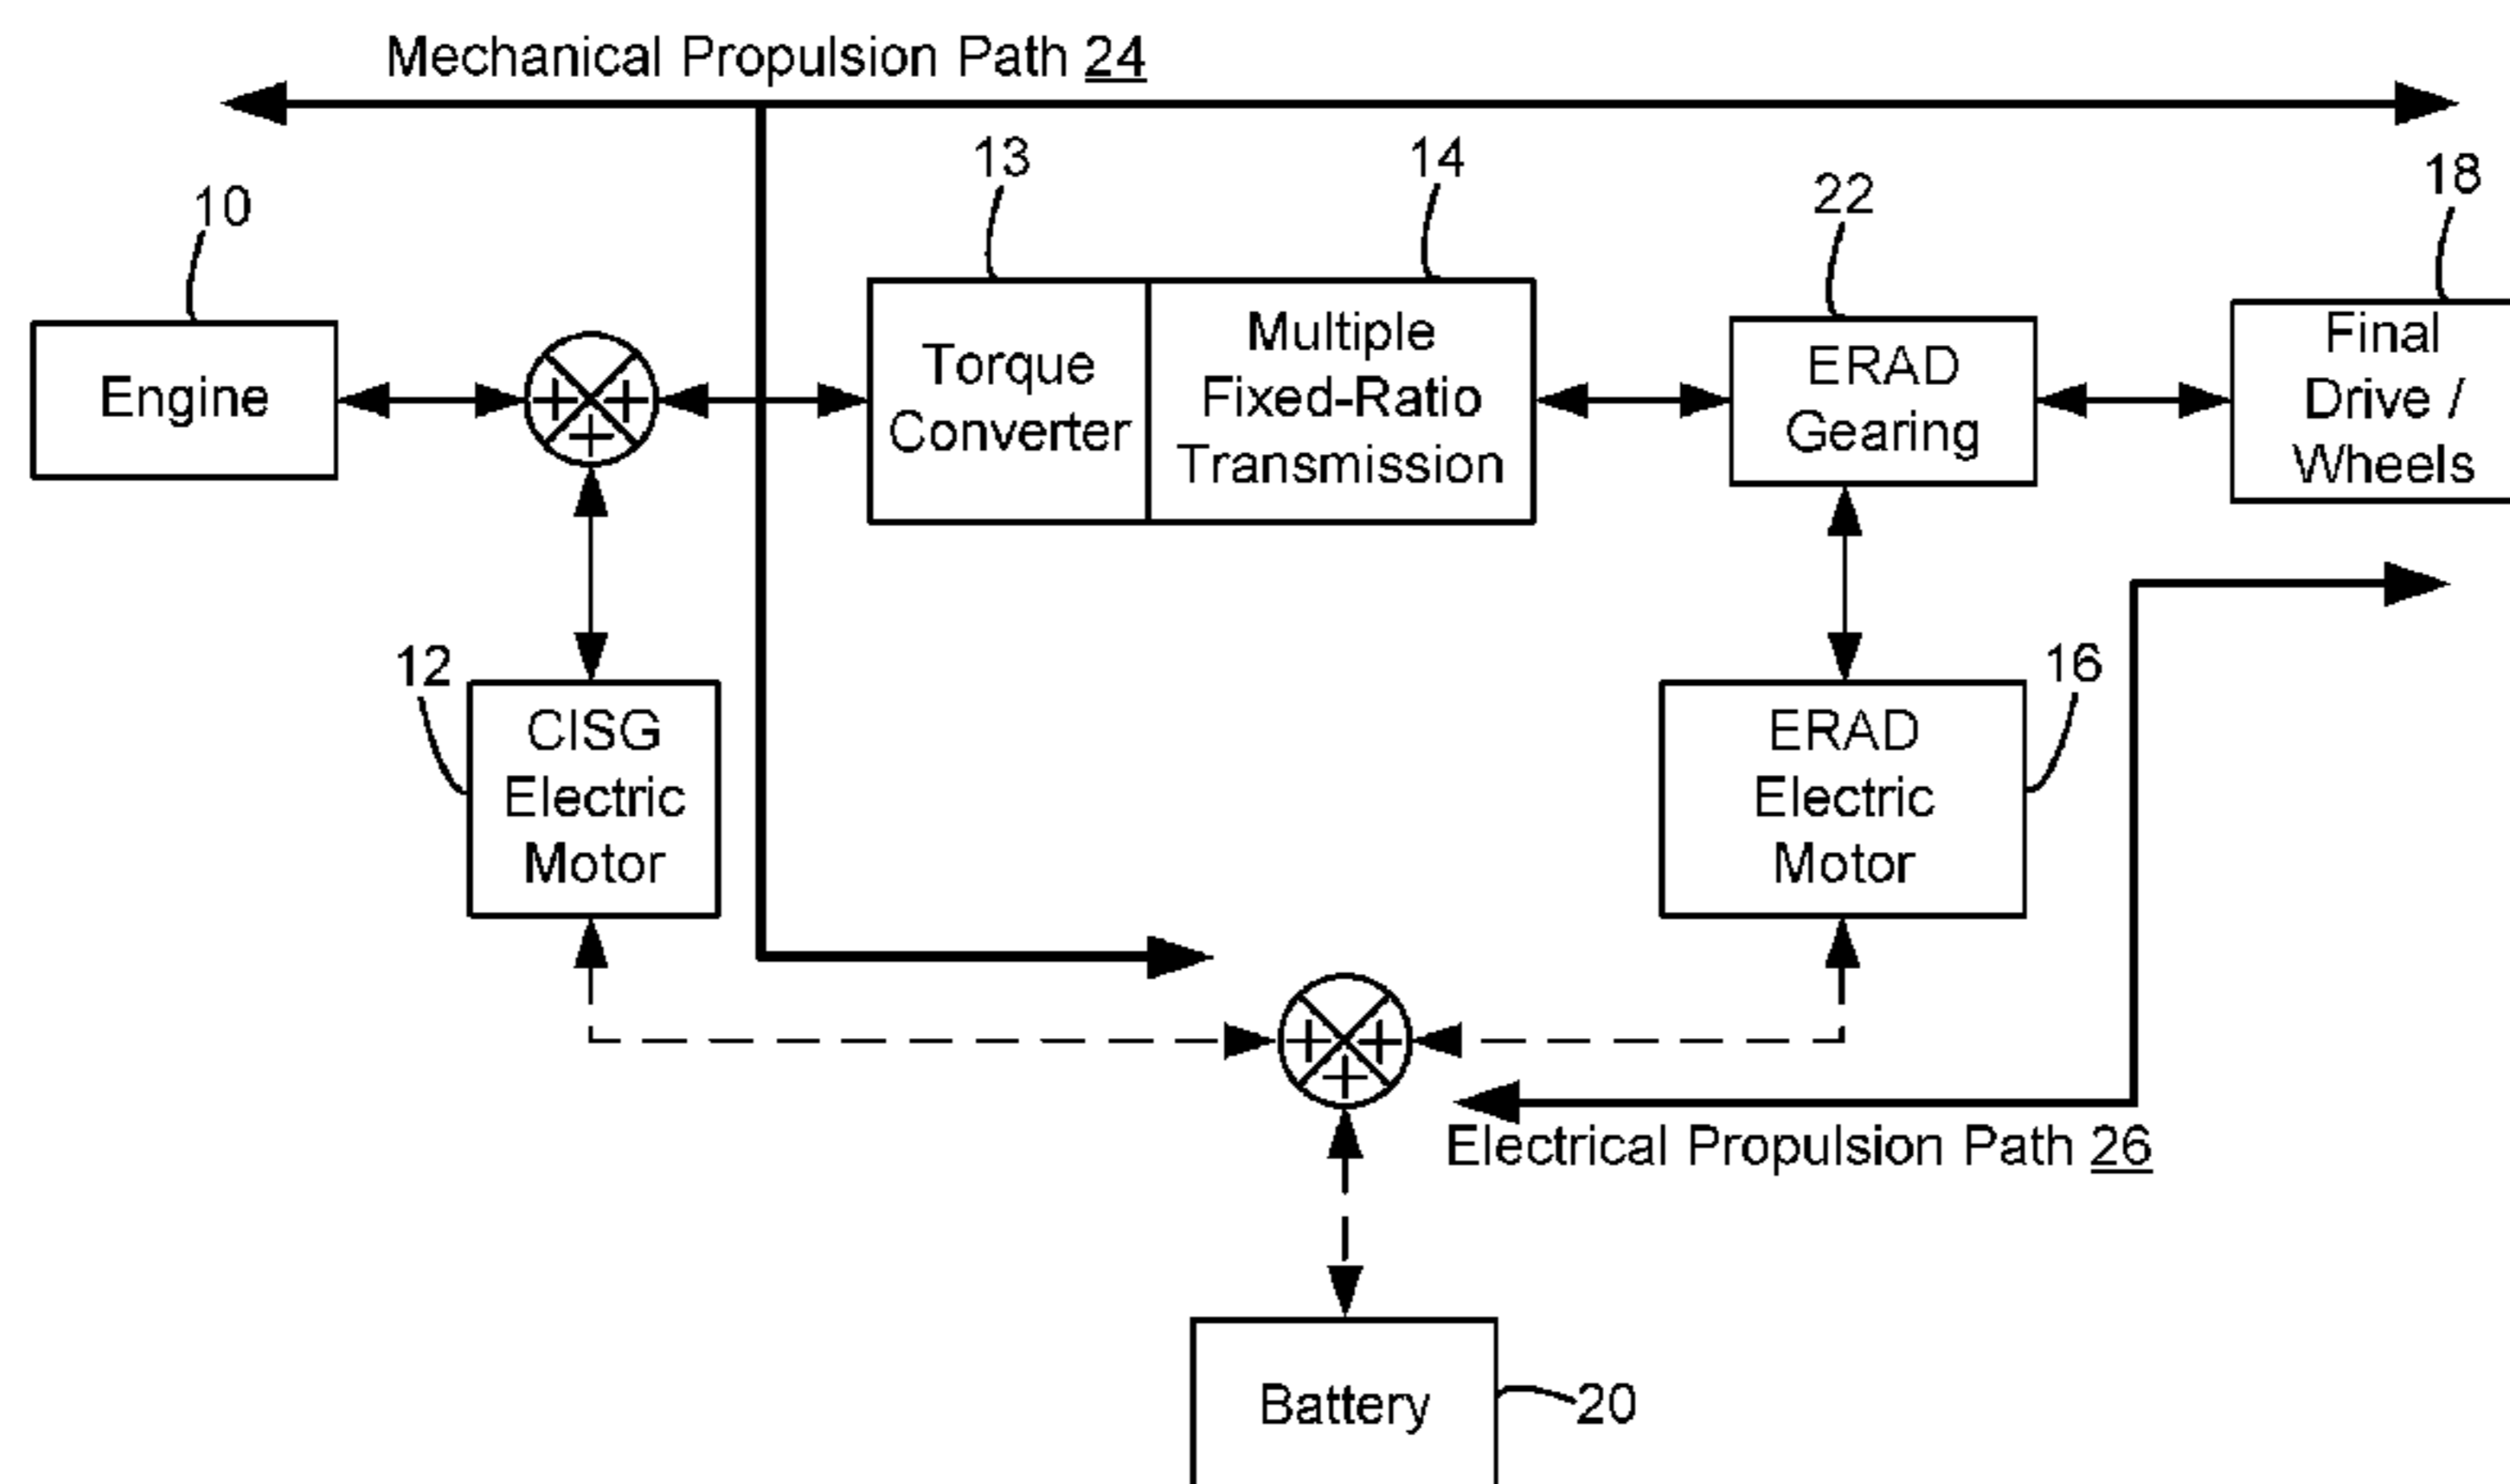 Mechanical Propulsion Path 24
13
14
18
10
22
Engine
Torque
Converter
Multiple
Fixed-Ratio
Transmission
ERAD
Gearing
Final
Drive /
Wheels
12
16
CISG
Electric
Motor
ERAD
Electric
Motor
Electrical Propulsion Path 26
Battery
20